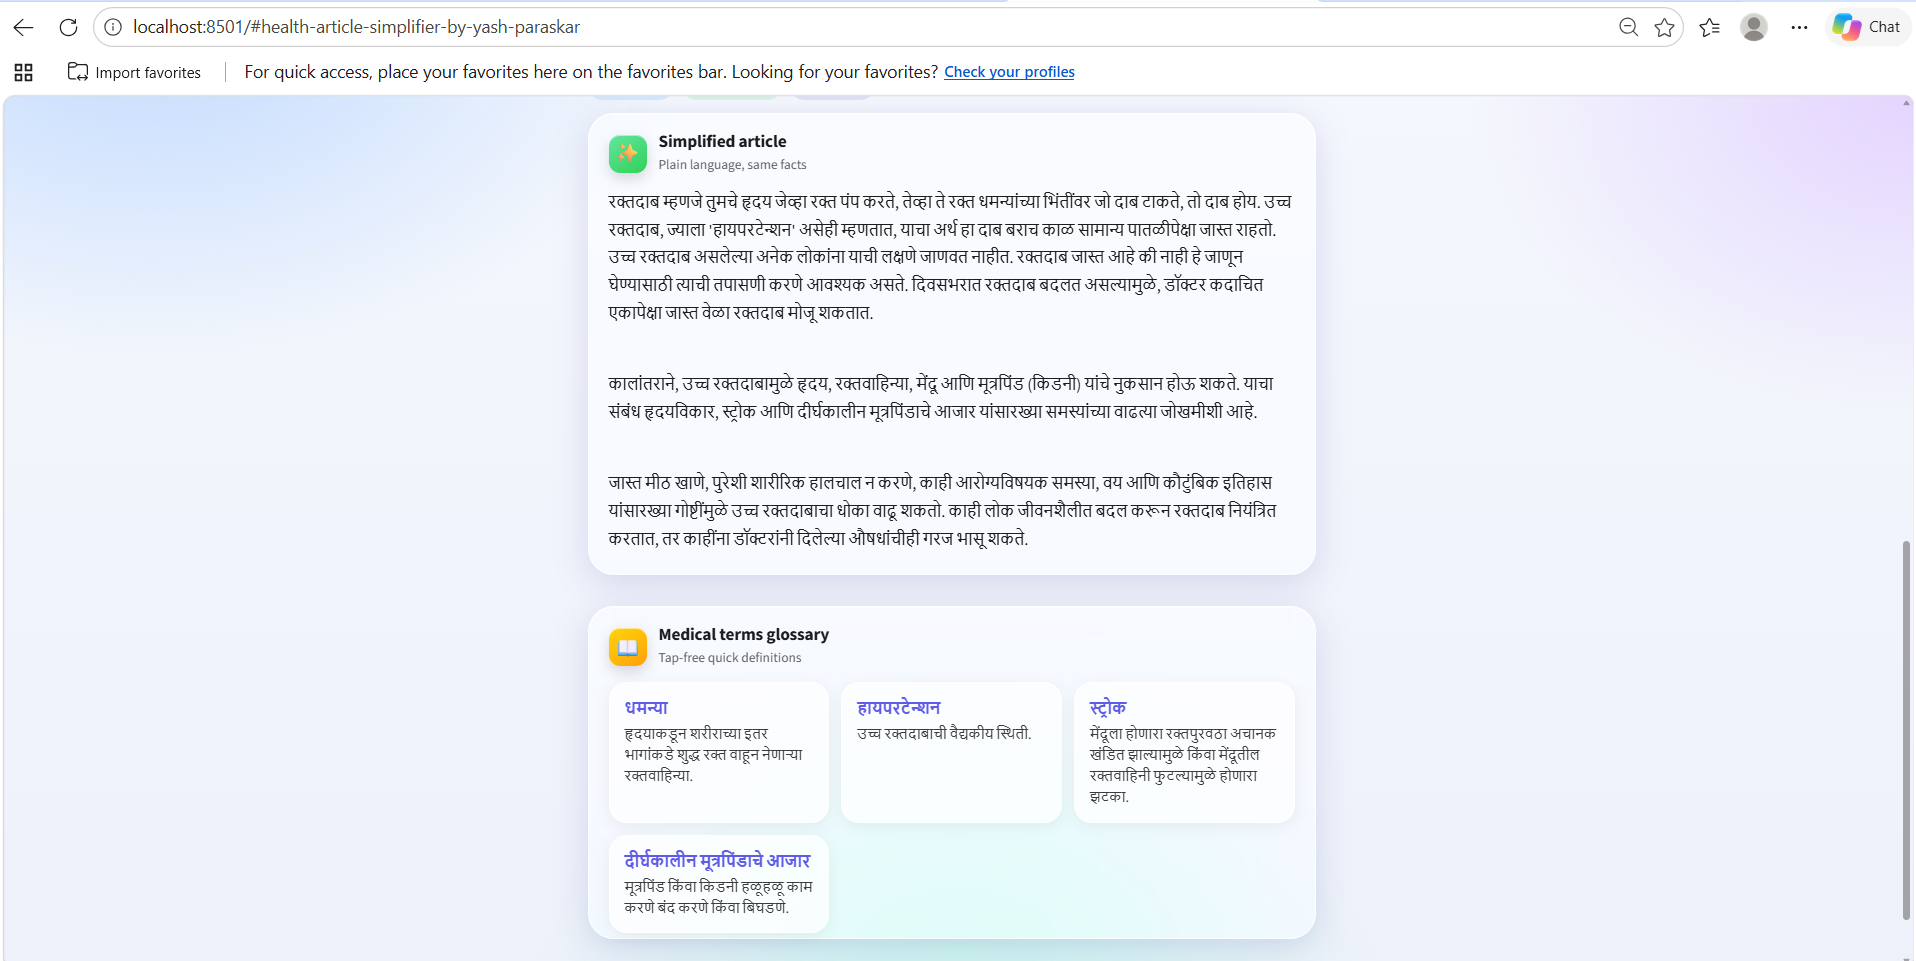 localhost:8501/#health-article-simplifier-by-yash-paraskar
Chat
Import favorites
For quick access, place your favorites here on the favorites bar. Looking for your favorites? Check your profiles
Simplified article
Plain language, same facts
रक्तदाब म्हणजे तुमचे हृदय जेव्हा रक्त पंप करते, तेव्हा ते रक्त धमन्यांच्या भिंतींवर जो दाब टाकते, तो दाब होय. उच्च
रक्तदाब, ज्याला 'हायपरटेन्शन' असेही म्हणतात, याचा अर्थ हा दाब बराच काळ सामान्य पातळीपेक्षा जास्त राहतो.
उच्च रक्तदाब असलेल्या अनेक लोकांना याची लक्षणे जाणवत नाहीत. रक्तदाब जास्त आहे की नाही हे जाणून
घेण्यासाठी त्याची तपासणी करणे आवश्यक असते. दिवसभरात रक्तदाब बदलत असल्यामुळे, डॉक्टर कदाचित
एकापेक्षा जास्त वेळा रक्तदाब मोजू शकतात.
कालांतराने, उच्च रक्तदाबामुळे हृदय, रक्तवाहिन्या, मेंदू आणि मूत्रपिंड (किडनी) यांचे नुकसान होऊ शकते. याचा
संबंध हृदयविकार, स्ट्रोक आणि दीर्घकालीन मूत्रपिंडाचे आजार यांसारख्या समस्यांच्या वाढत्या जोखमीशी आहे.
जास्त मीठ खाणे, पुरेशी शारीरिक हालचाल न करणे, काही आरोग्यविषयक समस्या, वय आणि कौटुंबिक इतिहास
यांसारख्या गोष्टींमुळे उच्च रक्तदाबाचा धोका वाढू शकतो. काही लोक जीवनशैलीत बदल करून रक्तदाब नियंत्रित
करतात, तर काहींना डॉक्टरांनी दिलेल्या औषधांचीही गरज भासू शकते.
Medical terms glossary
Tap-free quick definitions
धमन्या
हृदयाकडून शरीराच्या इतर
भागांकडे शुद्ध रक्त वाहून नेणाऱ्या
रक्तवाहिन्या.
हायपरटेन्शन
उच्च रक्तदाबाची वैद्यकीय स्थिती.
स्ट्रोक
मेंदूला होणारा रक्तपुरवठा अचानक
खंडित झाल्यामुळे किंवा मेंदूतील
रक्तवाहिनी फुटल्यामुळे होणारा
झटका.
दीर्घकालीन मूत्रपिंडाचे आजार
मूत्रपिंड किंवा किडनी हळूहळू काम
करणे बंद करणे किंवा बिघडणे.